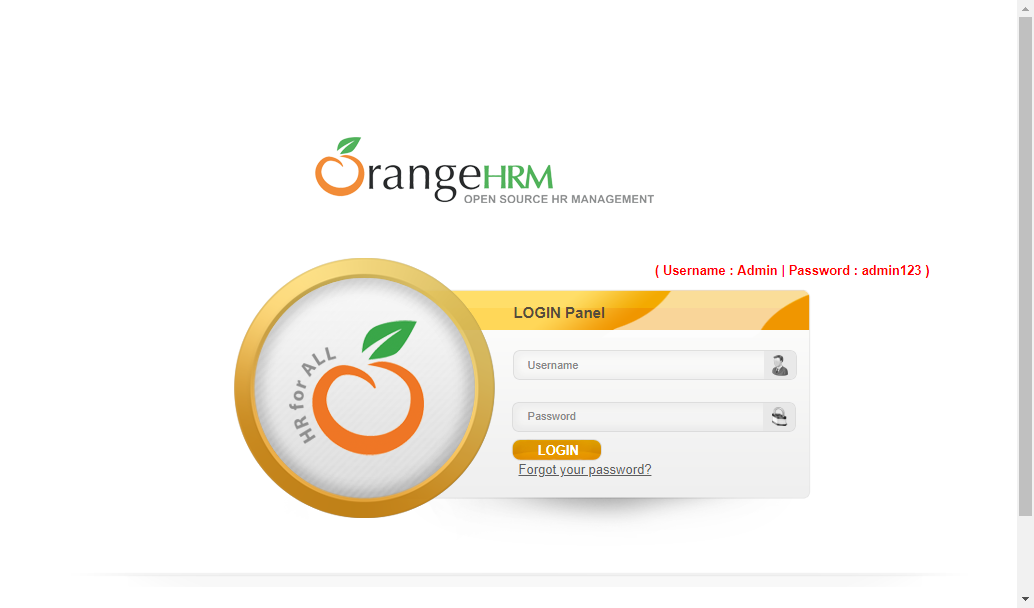 OrangeHRM
OPEN SOURCE HR MANAGEMENT
( Username : Admin | Password : admin123 )
LOGIN Panel
HR for ALL
Username
Password
LOGIN
Forgot your password?